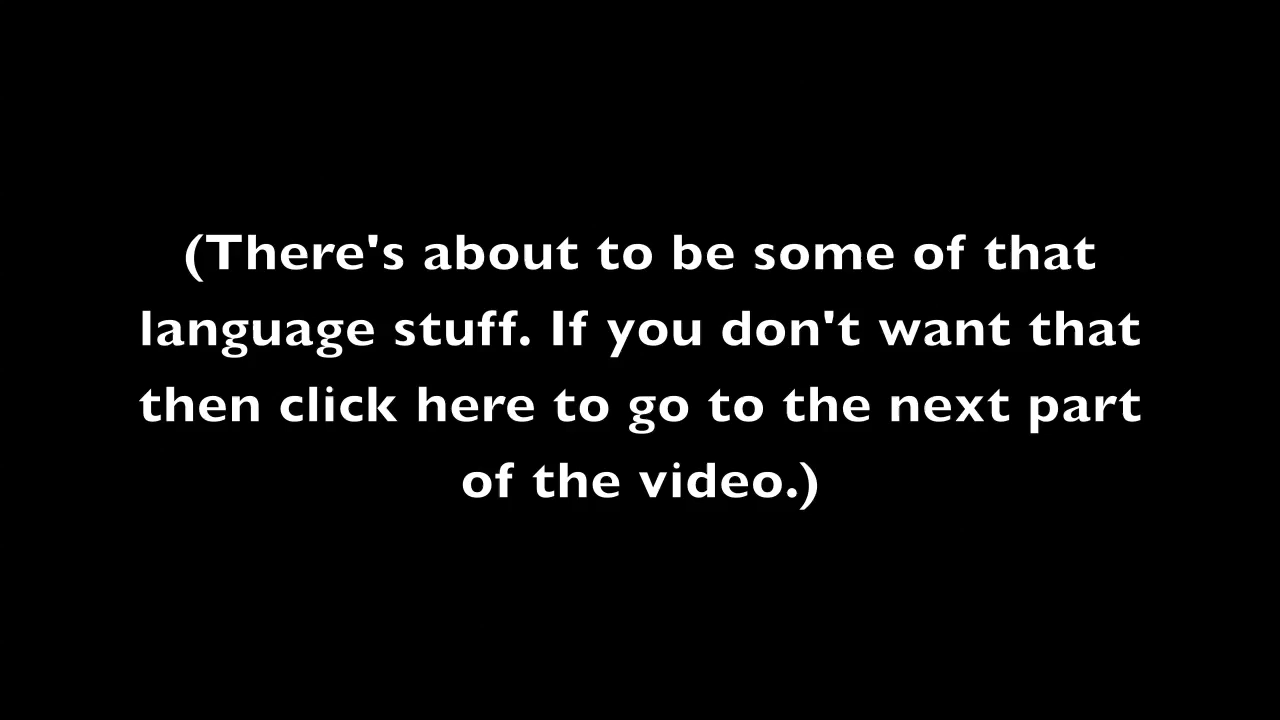 (There's about to be some of that
language stuff. If you don't want that
then click here to go to the next part
of the video.)